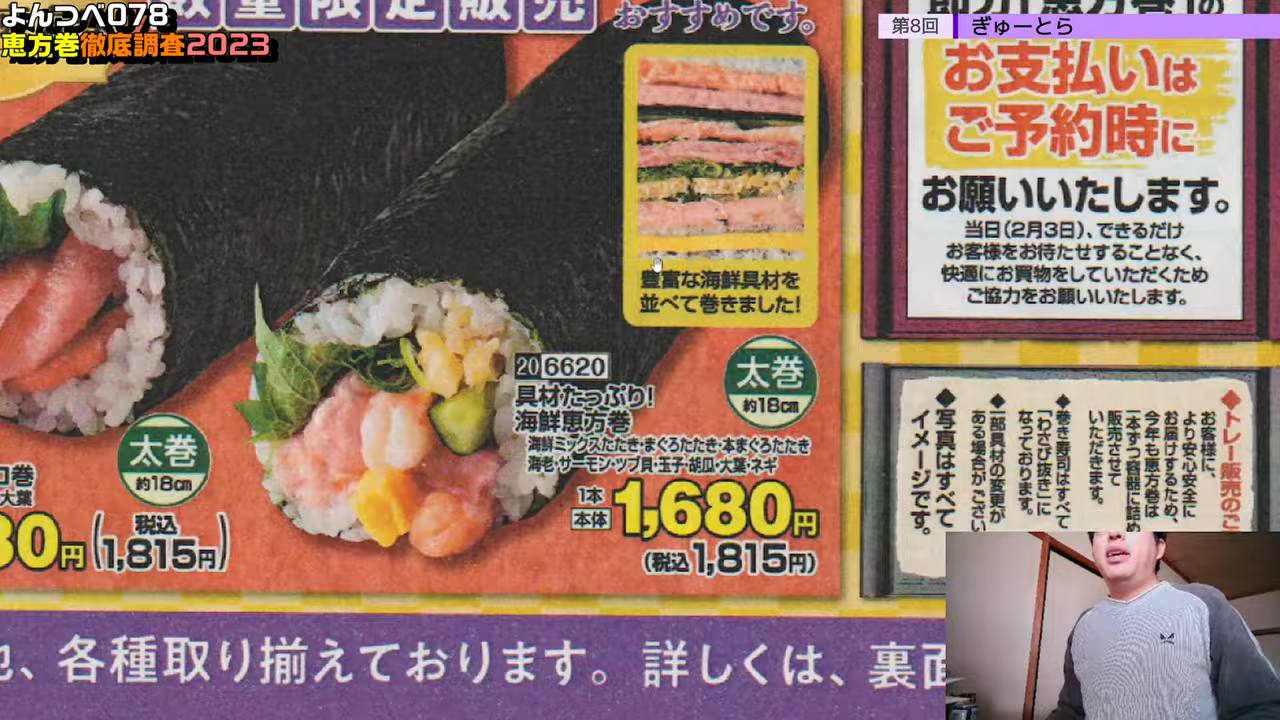 よんつべ078
恵方巻徹底調査2023
数量限定販売
おすすめです。
第8回
ぎゅーとら
お支払いは
ご予約時に
お願いいたします。
当日(2月3日)、できるだけ
お客様をお待たせすることなく、
快適にお買物をしていただくため
ご協力をお願いいたします。
豊富な海鮮具材を
並べて巻きました!
太巻
約18cm
20 6620
具材たっぷり!
海鮮恵方巻
海鮮ミックスたたき・まぐろたたき・本まぐろたたき
海老・サーモン・ツブ貝・玉子・胡瓜・大葉・ネギ
1本
本体
1,680円
(税込1,815円)
太巻
約18cm
大葉
80円
(税込
1,815円)
◆トレー販売のご
お客様に、
より安心安全に
お届けするため、
今年も恵方巻は
一本ずつ容器に詰め
販売させて
いただきます。
◆巻き寿司はすべて
「わさび抜き」に
なっております。
◆一部具材の変更が
ある場合がござい
◆写真はすべて
イメージです。
他、各種取り揃えております。詳しくは、裏面